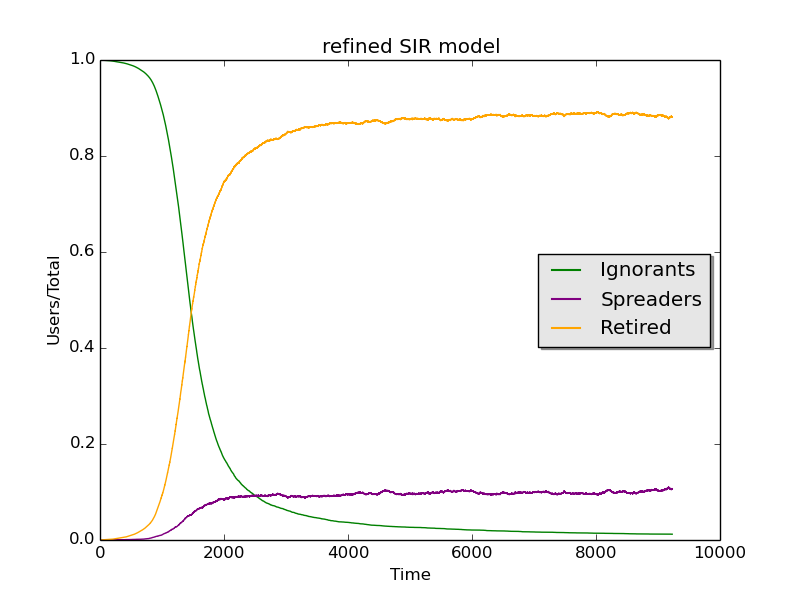 refined SIR model
1.0
0.8
0.6
0.4
0.2
0.0
Users/Total
Ignorants
Spreaders
Retired
0 2000 4000 6000 8000 10000
Time